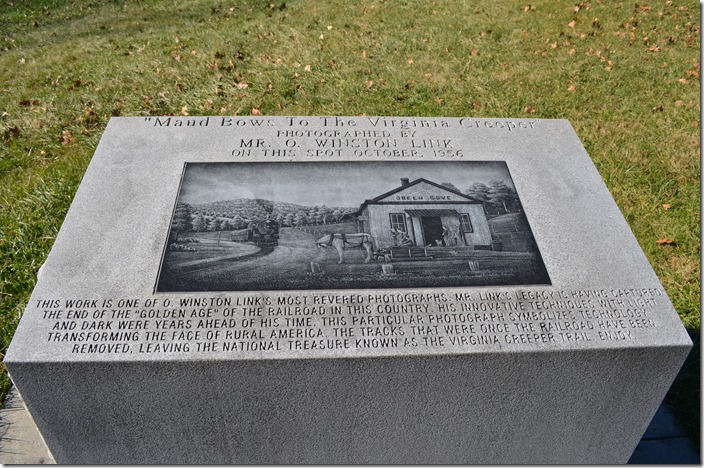 "Maud Bows To The Virginia Creeper"
PHOTOGRAPHED BY
MR. O. WINSTON LINK
ON THIS SPOT OCTOBER, 1956
GREEN COVE
THIS WORK IS ONE OF O. WINSTON LINK'S MOST REVERED PHOTOGRAPHS. MR. LINK'S LEGACY IS HAVING CAPTURED
THE END OF THE "GOLDEN AGE" OF THE RAILROAD IN THIS COUNTRY. HIS INNOVATIVE TECHNIQUES WITH LIGHT
AND DARK WERE YEARS AHEAD OF HIS TIME. THIS PARTICULAR PHOTOGRAPH SYMBOLIZES TECHNOLOGY
TRANSFORMING THE FACE OF RURAL AMERICA. THE TRACKS THAT WERE ONCE THE RAILROAD HAVE BEEN
REMOVED, LEAVING THE NATIONAL TREASURE KNOWN AS THE VIRGINIA CREEPER TRAIL. ENJOY.